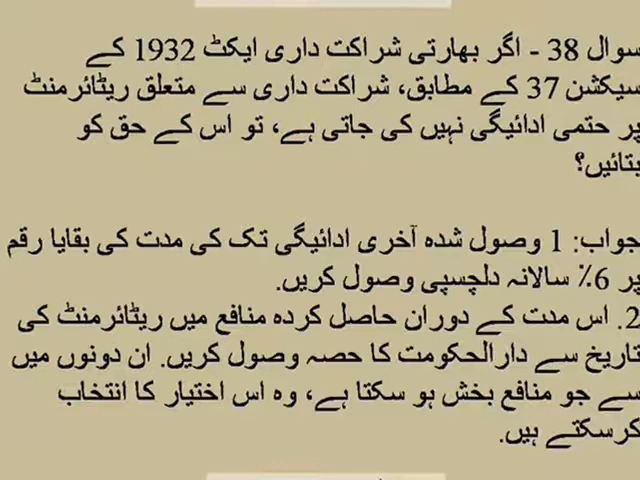 سوال 38 - اگر بھارتی شراکت داری ایکٹ 1932 کے
سیکشن 37 کے مطابق، شراکت داری سے متعلق ریٹائرمنٹ
پر حتمی ادائیگی نہیں کی جاتی ہے، تو اس کے حق کو
بتائیں؟
جواب: 1 وصول شدہ آخری ادائیگی تک کی مدت کی بقایا رقم
پر 6٪ سالانہ دلچسپی وصول کریں.
2. اس مدت کے دوران حاصل کردہ منافع میں ریٹائرمنٹ کی
تاریخ سے دارالحکومت کا حصہ وصول کریں. ان دونوں میں
سے جو منافع بخش ہو سکتا ہے، وہ اس اختیار کا انتخاب
کرسکتے ہیں.